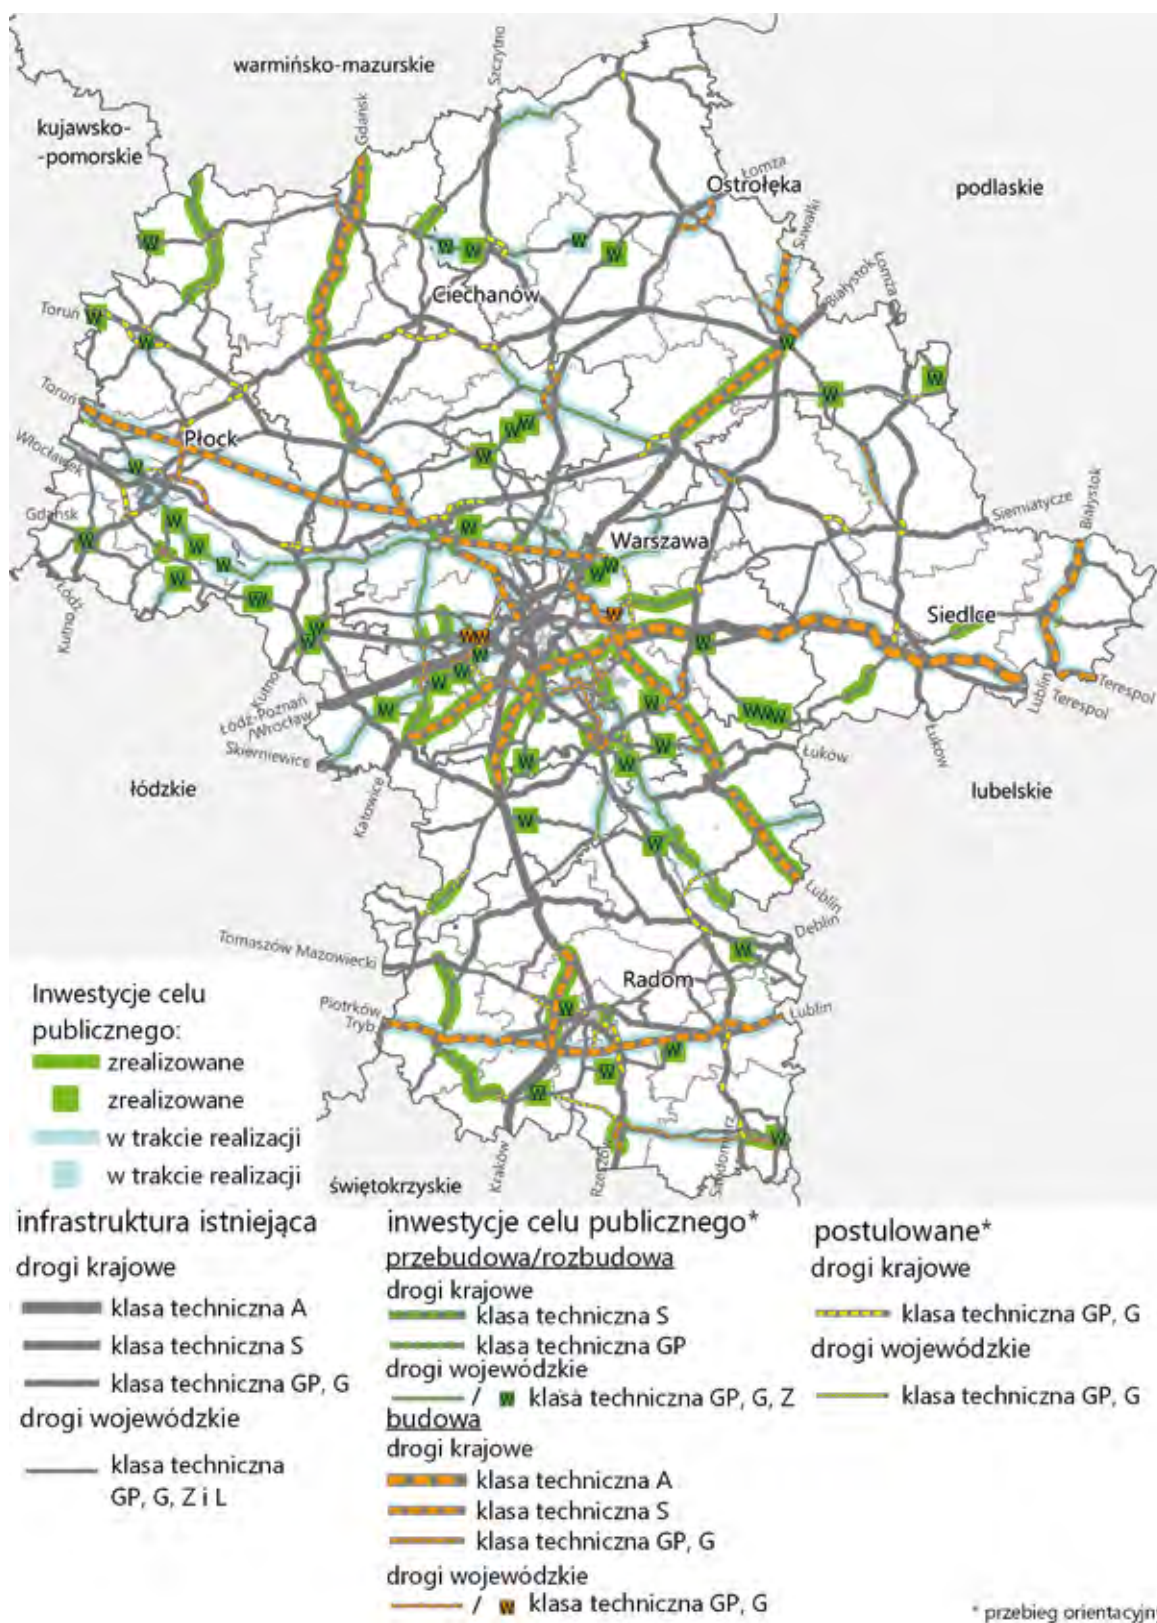 warmińsko-mazurskie
Szczytno
Gdańsk
kujawsko-
-pomorskie
Łomża
Ostrołęka
podlaskie
Suwałki
W
W
W
W
W
Białystok
Łomża
Ciechanów
Toruń
W
W
W
W
Toruń
W
Płock
W
W
W
Włocławek
W
Białystok
Siemiatycze
Gdańsk
W
W
W
Warszawa
W
W
W
W
W
W
Kutno
Łódź
W
W
Siedlce
W
W
W
W
W
W
W
Kutno
Łódź-Poznań
/Wrocław
Skierniewice
W
W
WWW
Lublin
Terespol
Terespol
Łuków
W
W
Łuków
W
łódzkie
Katowice
lubelskie
W
W
Lublin
Dęblin
Tomaszów Mazowiecki
W
Radom
Piotrków
Tryb.
W
Lublin
W
W
W
W
Kraków
Rzeszów
Sandomierz
świętokrzyskie
Inwestycje celu
publicznego:
zrealizowane
zrealizowane
w trakcie realizacji
w trakcie realizacji
infrastruktura istniejąca
drogi krajowe
klasa techniczna A
klasa techniczna S
klasa techniczna GP, G
drogi wojewódzkie
klasa techniczna
GP, G, Z i L
inwestycje celu publicznego*
przebudowa/rozbudowa
drogi krajowe
klasa techniczna S
klasa techniczna GP
drogi wojewódzkie
/ W klasa techniczna GP, G, Z
budowa
drogi krajowe
klasa techniczna A
klasa techniczna S
klasa techniczna GP, G
drogi wojewódzkie
/ W klasa techniczna GP, G
postulowane*
drogi krajowe
klasa techniczna GP, G
drogi wojewódzkie
klasa techniczna GP, G
* przebieg orientacyjn